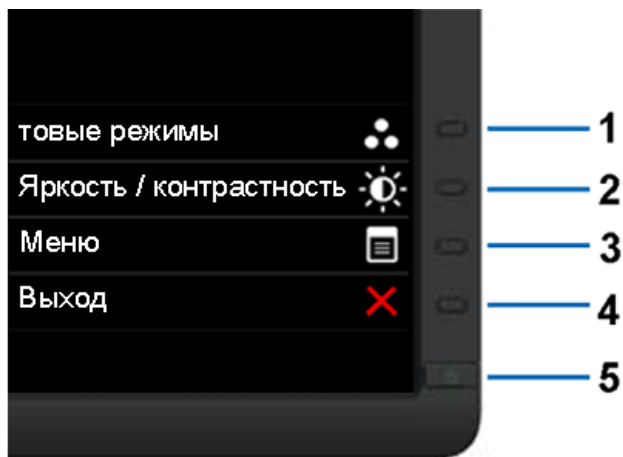 товые режимы 1
Яркость / контрастность 2
Меню 3
Выход 4
5